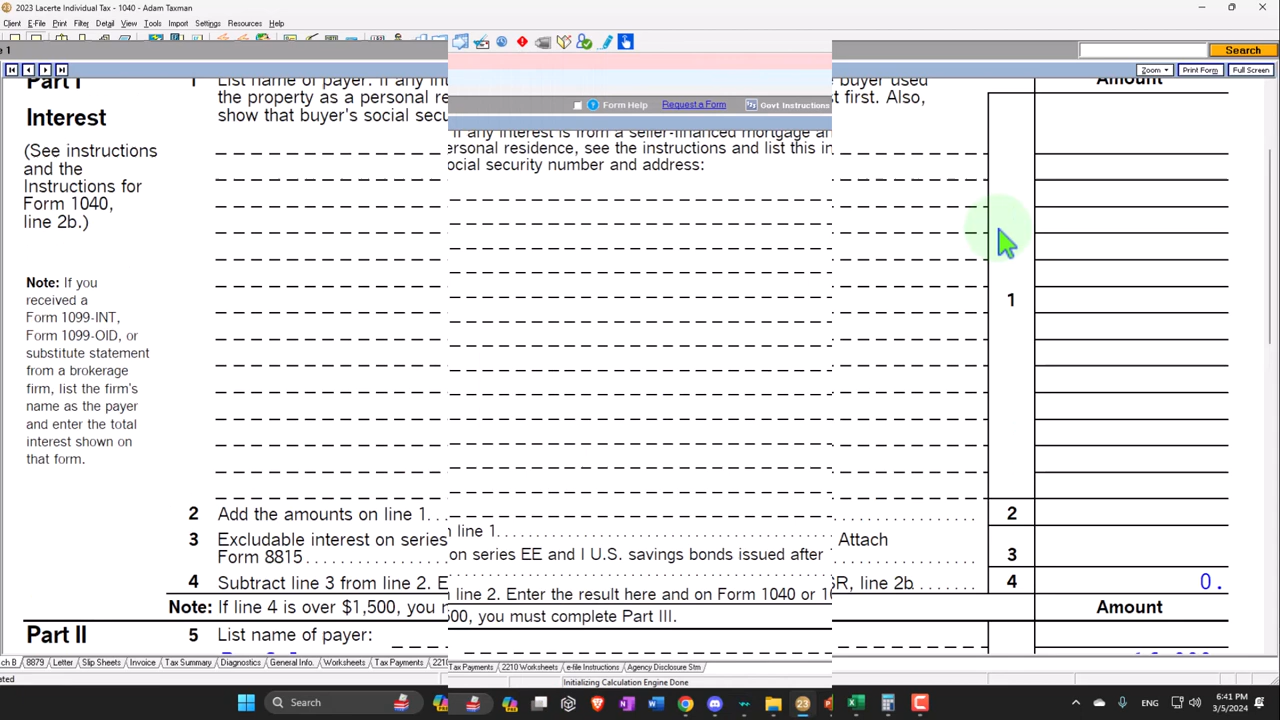 2023 Lacerte Individual Tax - 1040 - Adam Taxman
Client E-File Print Filter Detail View Tools Import Settings Resources Help
e 1
Search
Zoom Print Form Full Screen
Form Help Request a Form Govt Instructions
Part I
1 List name of payer. If any int
buyer used
Amount
the property as a personal re
st first. Also,
show that buyer's social secu
if any interest is from a seller-financed mortgage an
ersonal residence, see the instructions and list this in
ocial security number and address:
Interest
(See instructions
and the
Instructions for
Form 1040,
line 2b.)
Note: If you
received a
Form 1099-INT,
Form 1099-OID, or
substitute statement
from a brokerage
firm, list the firm's
name as the payer
and enter the total
interest shown on
that form.
1
2 Add the amounts on line 1
line 1
2
3 Excludable interest on series
on series EE and I U.S. savings bonds issued after
Attach
Form 8815
3
4 Subtract line 3 from line 2. E
line 2. Enter the result here and on Form 1040 or 10
SR, line 2b
4 0.
Note: If line 4 is over $1,500, you n
500, you must complete Part III.
Amount
Part II
5 List name of payer:
ch B 8879 Letter Slip Sheets Invoice Tax Summary Diagnostics General Info. Worksheets Tax Payments 2210
Tax Payments 2210 Worksheets e-file Instructions Agency Disclosure Stm
ated
Initializing Calculation Engine Done
Search
ENG
6:41 PM
3/5/2024